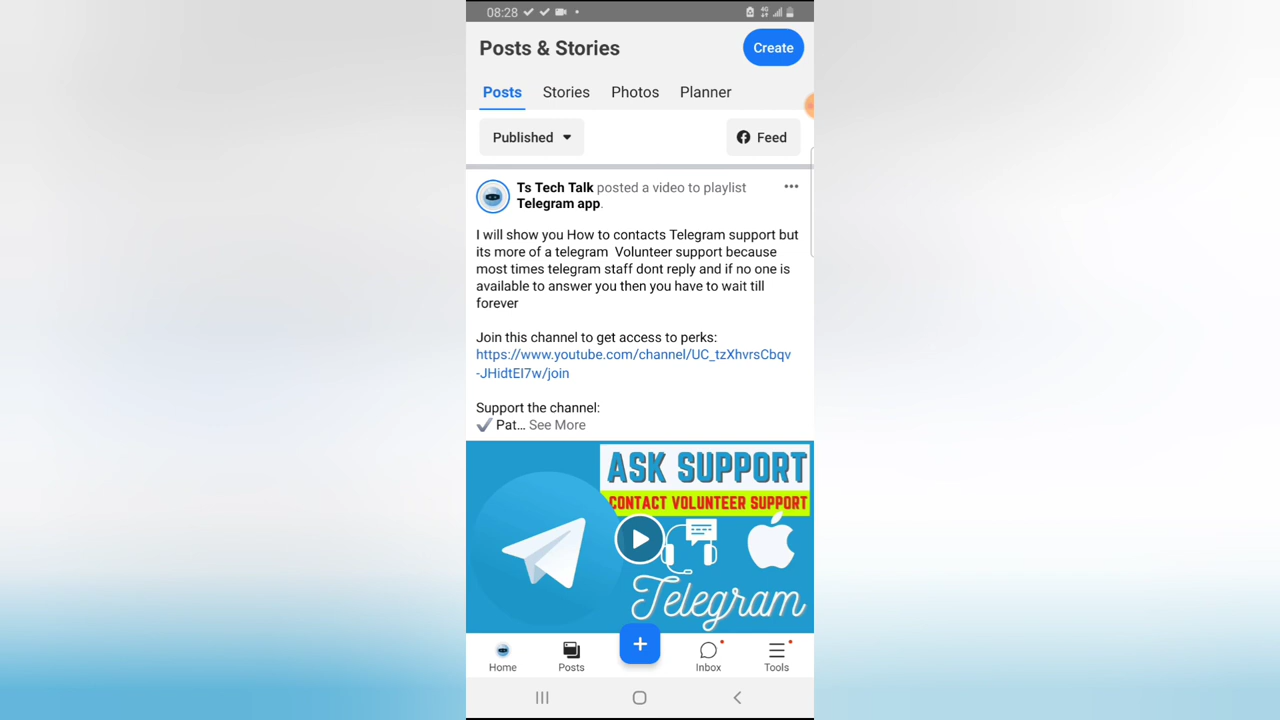 08:28
4G
Posts & Stories
Create
Posts
Stories
Photos
Planner
Published
Feed
Ts Tech Talk posted a video to playlist
Telegram app.
I will show you How to contacts Telegram support but
its more of a telegram Volunteer support because
most times telegram staff dont reply and if no one is
available to answer you then you have to wait till
forever
Join this channel to get access to perks:
https://www.youtube.com/channel/UC_tzXhvrsCbqv
-JHidtEI7w/join
Support the channel:
✔ Pat... See More
ASK SUPPORT
CONTACT VOLUNTEER SUPPORT
Telegram
Home
Posts
Inbox
Tools